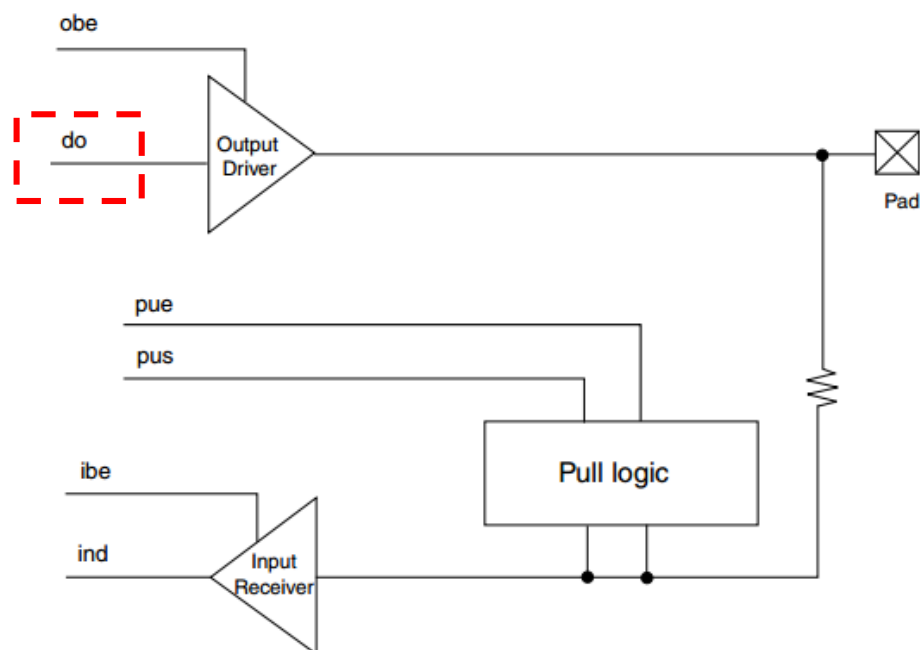 obe
do
Output
Driver
Pad
pue
pus
Pull logic
ibe
ind
Input
Receiver